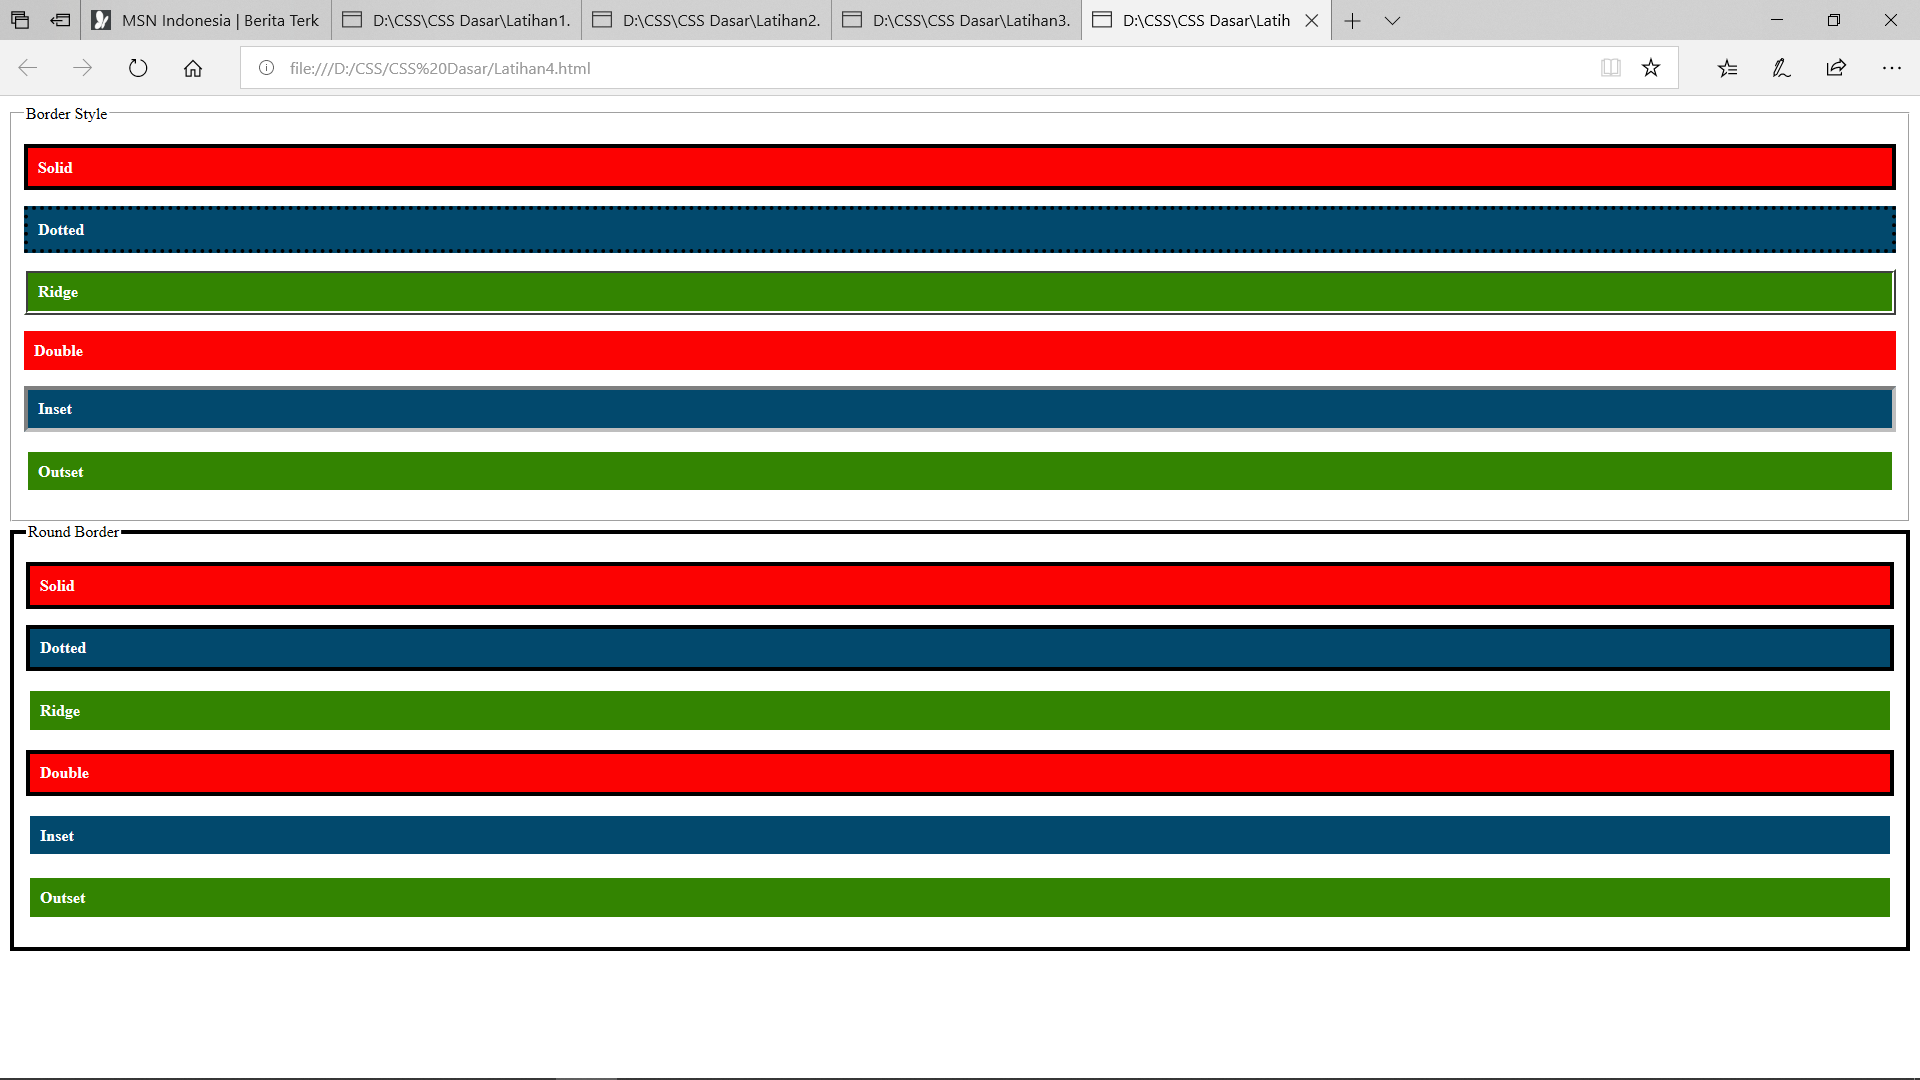 MSN Indonesia | Berita Terk
D:\CSS\CSS Dasar\Latihan1.
D:\CSS\CSS Dasar\Latihan2.
D:\CSS\CSS Dasar\Latihan3.
D:\CSS\CSS Dasar\Latih
file:///D:/CSS/CSS%20Dasar/Latihan4.html
Border Style
Solid
Dotted
Ridge
Double
Inset
Outset
Round Border
Solid
Dotted
Ridge
Double
Inset
Outset